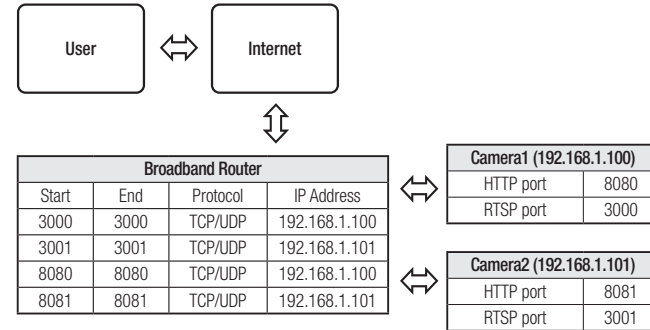 User
Internet
Broadband Router
Start End Protocol IP Address
3000 3000 TCP/UDP 192.168.1.100
3001 3001 TCP/UDP 192.168.1.101
8080 8080 TCP/UDP 192.168.1.100
8081 8081 TCP/UDP 192.168.1.101
Camera1 (192.168.1.100)
HTTP port 8080
RTSP port 3000
Camera2 (192.168.1.101)
HTTP port 8081
RTSP port 3001